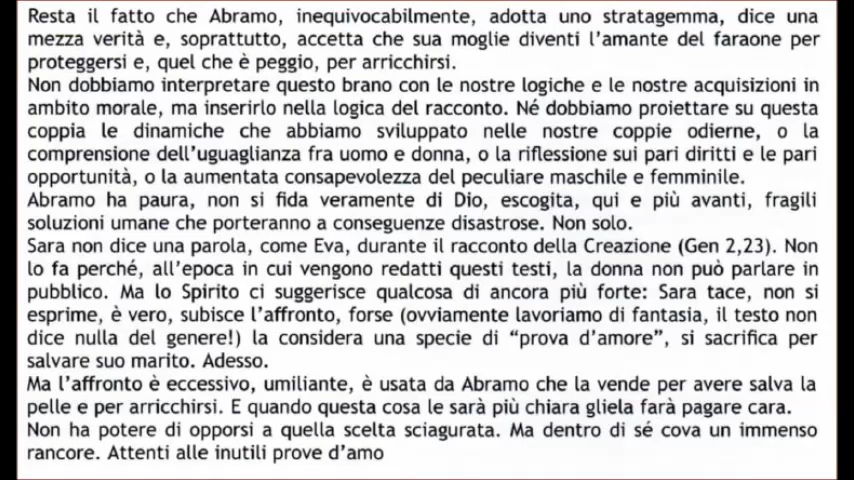 Resta il fatto che Abramo, inequivocabilmente, adotta uno stratagemma, dice una
mezza verità e, soprattutto, accetta che sua moglie diventi l'amante del faraone per
proteggersi e, quel che è peggio, per arricchirsi.
Non dobbiamo interpretare questo brano con le nostre logiche e le nostre acquisizioni in
ambito morale, ma inserirlo nella logica del racconto. Né dobbiamo proiettare su questa
coppia le dinamiche che abbiamo sviluppato nelle nostre coppie odierne, o la
comprensione dell'uguaglianza fra uomo e donna, o la riflessione sui pari diritti e le pari
opportunità, o la aumentata consapevolezza del peculiare maschile e femminile.
Abramo ha paura, non si fida veramente di Dio, escogita, qui e più avanti, fragili
soluzioni umane che porteranno a conseguenze disastrose. Non solo.
Sara non dice una parola, come Eva, durante il racconto della Creazione (Gen 2,23). Non
lo fa perché, all'epoca in cui vengono redatti questi testi, la donna non può parlare in
pubblico. Ma lo Spirito ci suggerisce qualcosa di ancora più forte: Sara tace, non si
esprime, è vero, subisce l'affronto, forse (ovviamente lavoriamo di fantasia, il testo non
dice nulla del genere!) la considera una specie di "prova d'amore", si sacrifica per
salvare suo marito. Adesso.
Ma l'affronto è eccessivo, umiliante, è usata da Abramo che la vende per avere salva la
pelle e per arricchirsi. E quando questa cosa le sarà più chiara gliela farà pagare cara.
Non ha potere di opporsi a quella scelta sciagurata. Ma dentro di sé cova un immenso
rancore. Attenti alle inutili prove d'amo